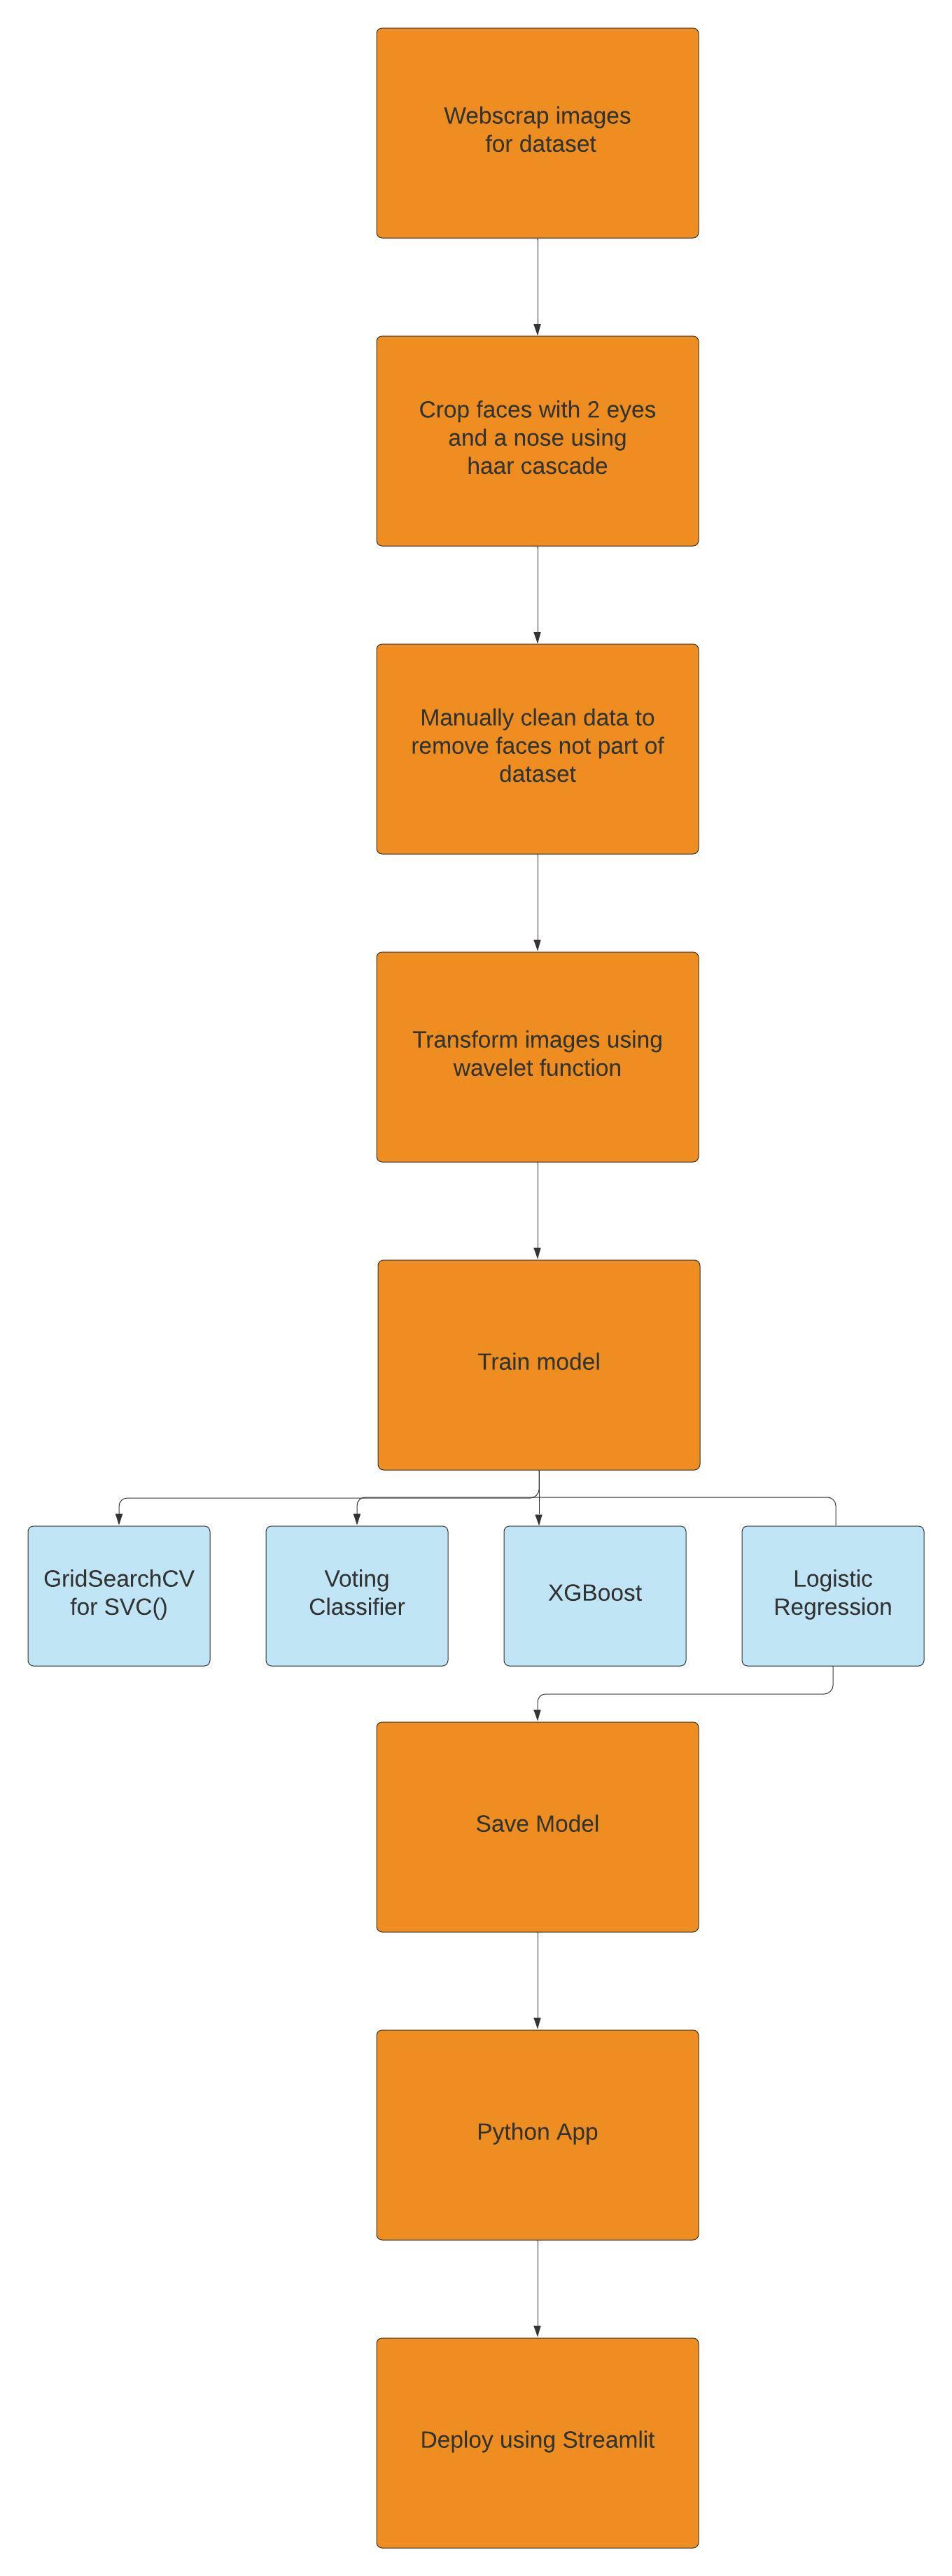 Webscrap images
for dataset
Crop faces with 2 eyes
and a nose using
haar cascade
Manually clean data to
remove faces not part of
dataset
Transform images using
wavelet function
Train model
GridSearchCV
for SVC()
Voting
Classifier
XGBoost
Logistic
Regression
Save Model
Python App
Deploy using Streamlit